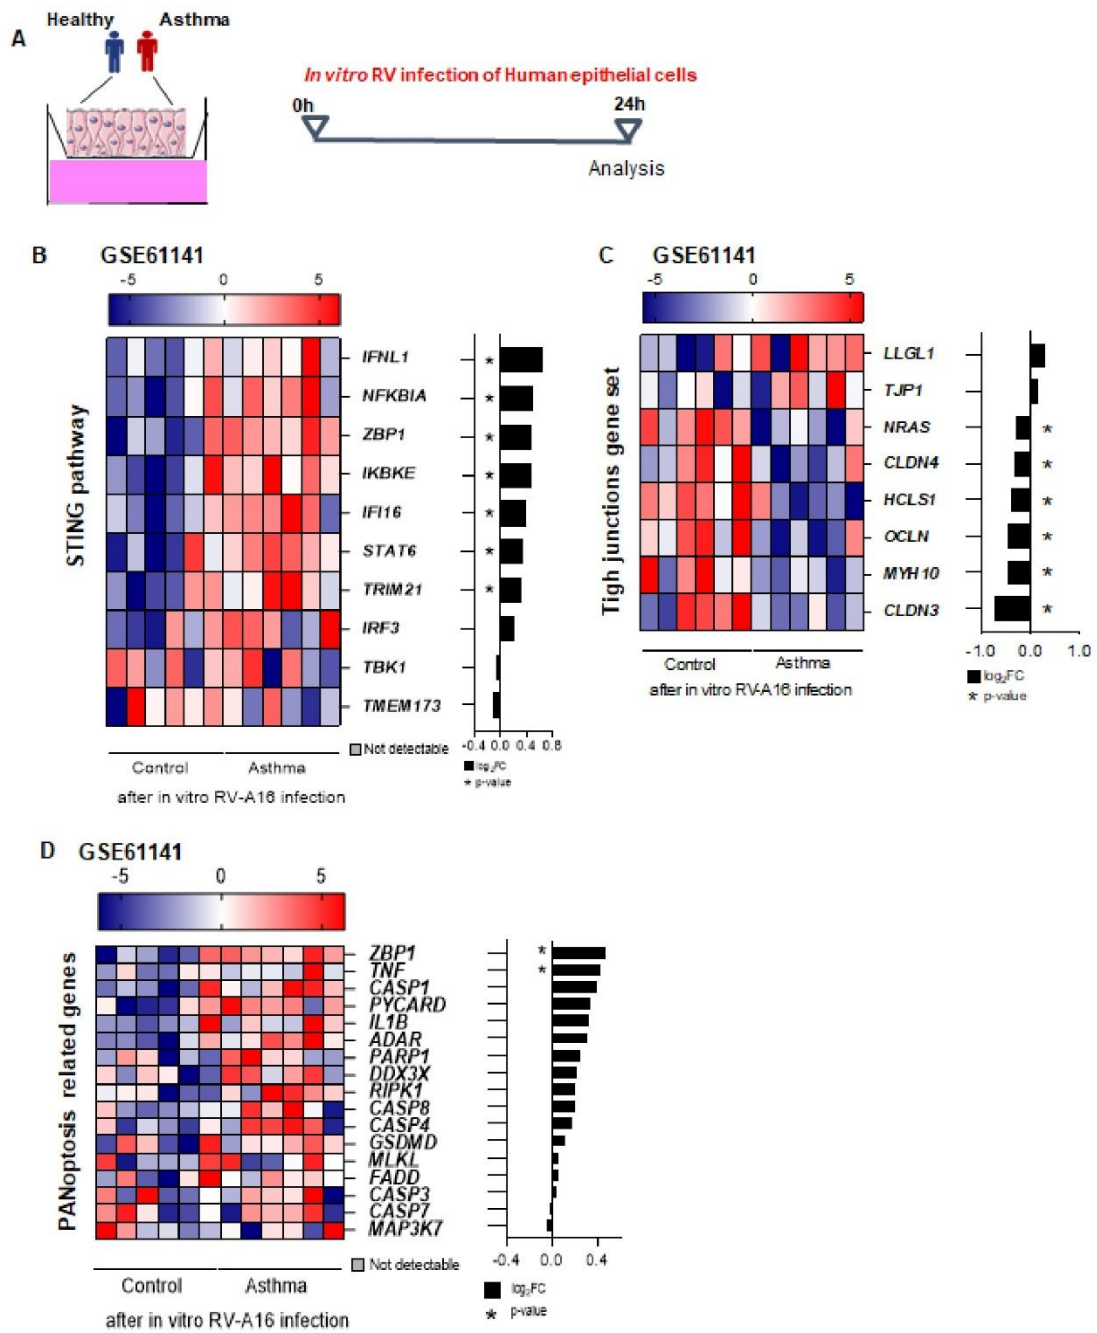 A
Healthy Asthma
In vitro RV infection of Human epithelial cells
0h 24h
Analysis
B GSE61141
-5 0 5
STING pathway
IFNL1
NFKBIA
ZBP1
IKBKE
IFI16
STAT6
TRIM21
IRF3
TBK1
TMEM173
* * * * * * *
Control Asthma
after in vitro RV-A16 infection
Not detectable
-0.4 0.0 0.4 0.8
log₂FC
* p-value
C GSE61141
-5 0 5
Tigh junctions gene set
LLGL1
TJP1
NRAS *
CLDN4 *
HCLS1 *
OCLN *
MYH10 *
CLDN3 *
Control Asthma
after in vitro RV-A16 infection
-1.0 0.0 1.0
log₂FC
* p-value
D GSE61141
-5 0 5
PANoptosis related genes
ZBP1 *
TNF *
CASP1
PYCARD
IL1B
ADAR
PARP1
DDX3X
RIPK1
CASP8
CASP4
GSDMD
MLKL
FADD
CASP3
CASP7
MAP3K7
Control Asthma
after in vitro RV-A16 infection
Not detectable
-0.4 0.0 0.4
log₂FC
* p-value